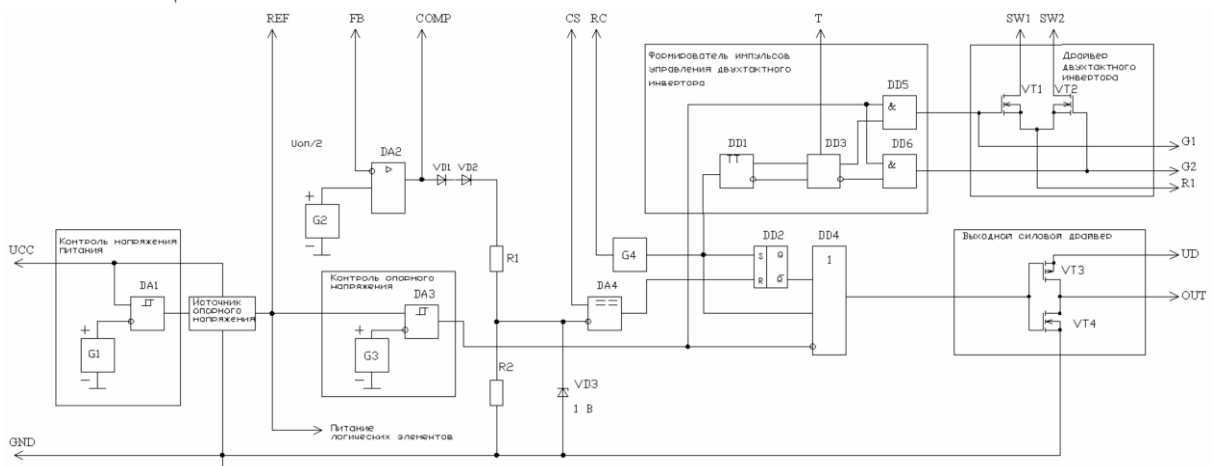 REF FB COMP CS RC T SW1 SW2
Формирователь импульсов
управления двухтактного
инвертора
Драйвер
двухтактного
инвертора
DD5
&
VT1 VT2
Uоп/2
DA2
VD1 VD2
DD1 DD3 DD6
TT
&
G1
G2
R1
G2
Контроль напряжения
питания
UCC
Выходной силовой драйвер
DD2 DD4
G4
S Q
R Q̅
1
R1
UD
VT3
Контроль опорного
напряжения
DA1
DA3
DA4
==
Источник
опорного
напряжения
OUT
VT4
G1
G3
R2
VD3
1 В
Питание
логических элементов
GND